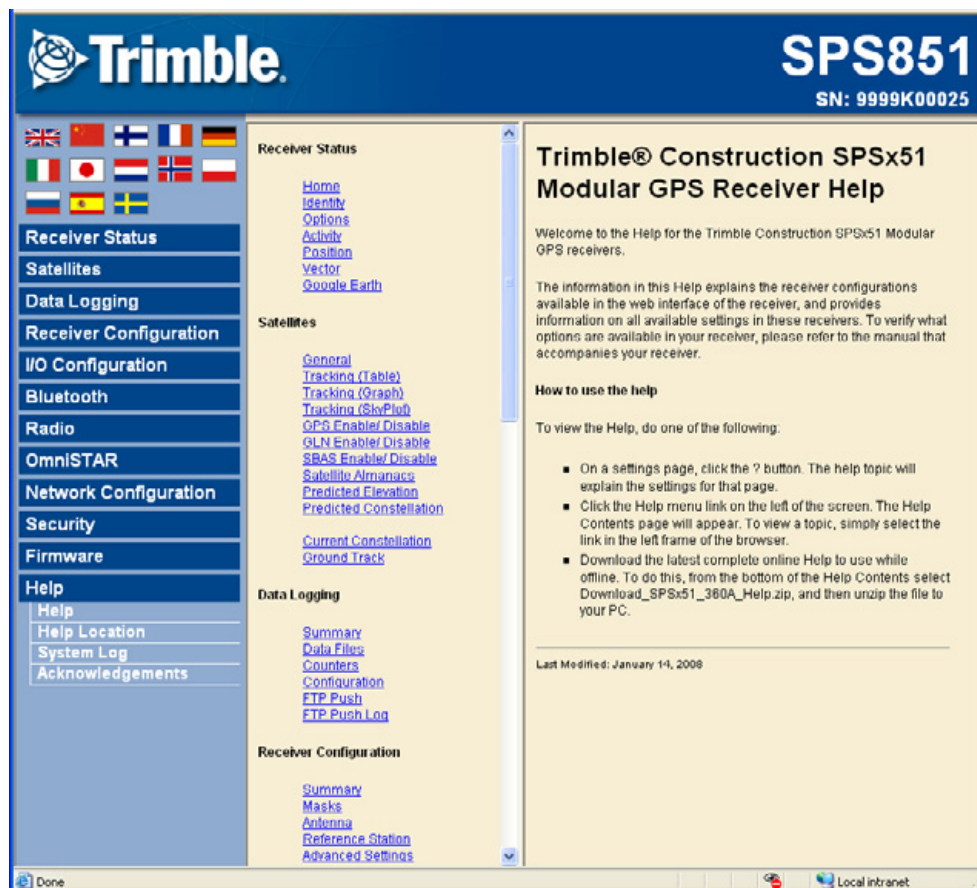 Trimble.
SPS851
SN: 9999K00025
Receiver Status
Satellites
Data Logging
Receiver Configuration
I/O Configuration
Bluetooth
Radio
OmniSTAR
Network Configuration
Security
Firmware
Help
Help
Help Location
System Log
Acknowledgements
Receiver Status
Home
Identity
Options
Activity
Position
Vector
Google Earth
Satellites
General
Tracking (Table)
Tracking (Graph)
Tracking (SkyPlot)
GPS Enable/ Disable
GLN Enable/ Disable
SBAS Enable/ Disable
Satellite Almanacs
Predicted Elevation
Predicted Constellation
Current Constellation
Ground Track
Data Logging
Summary
Data Files
Counters
Configuration
FTP Push
FTP Push Log
Receiver Configuration
Summary
Masks
Antenna
Reference Station
Advanced Settings
Trimble® Construction SPSx51
Modular GPS Receiver Help
Welcome to the Help for the Trimble Construction SPSx51 Modular
GPS receivers.
The information in this Help explains the receiver configurations
available in the web interface of the receiver, and provides
information on all available settings in these receivers. To verify what
options are available in your receiver, please refer to the manual that
accompanies your receiver.
How to use the help
To view the Help, do one of the following:
On a settings page, click the ? button. The help topic will
explain the settings for that page.
Click the Help menu link on the left of the screen. The Help
Contents page will appear. To view a topic, simply select the
link in the left frame of the browser.
Download the latest complete online Help to use while
offline. To do this, from the bottom of the Help Contents select
Download_SPSx51_360A_Help.zip, and then unzip the file to
your PC.
Last Modified: January 14, 2008
Done
Local intranet